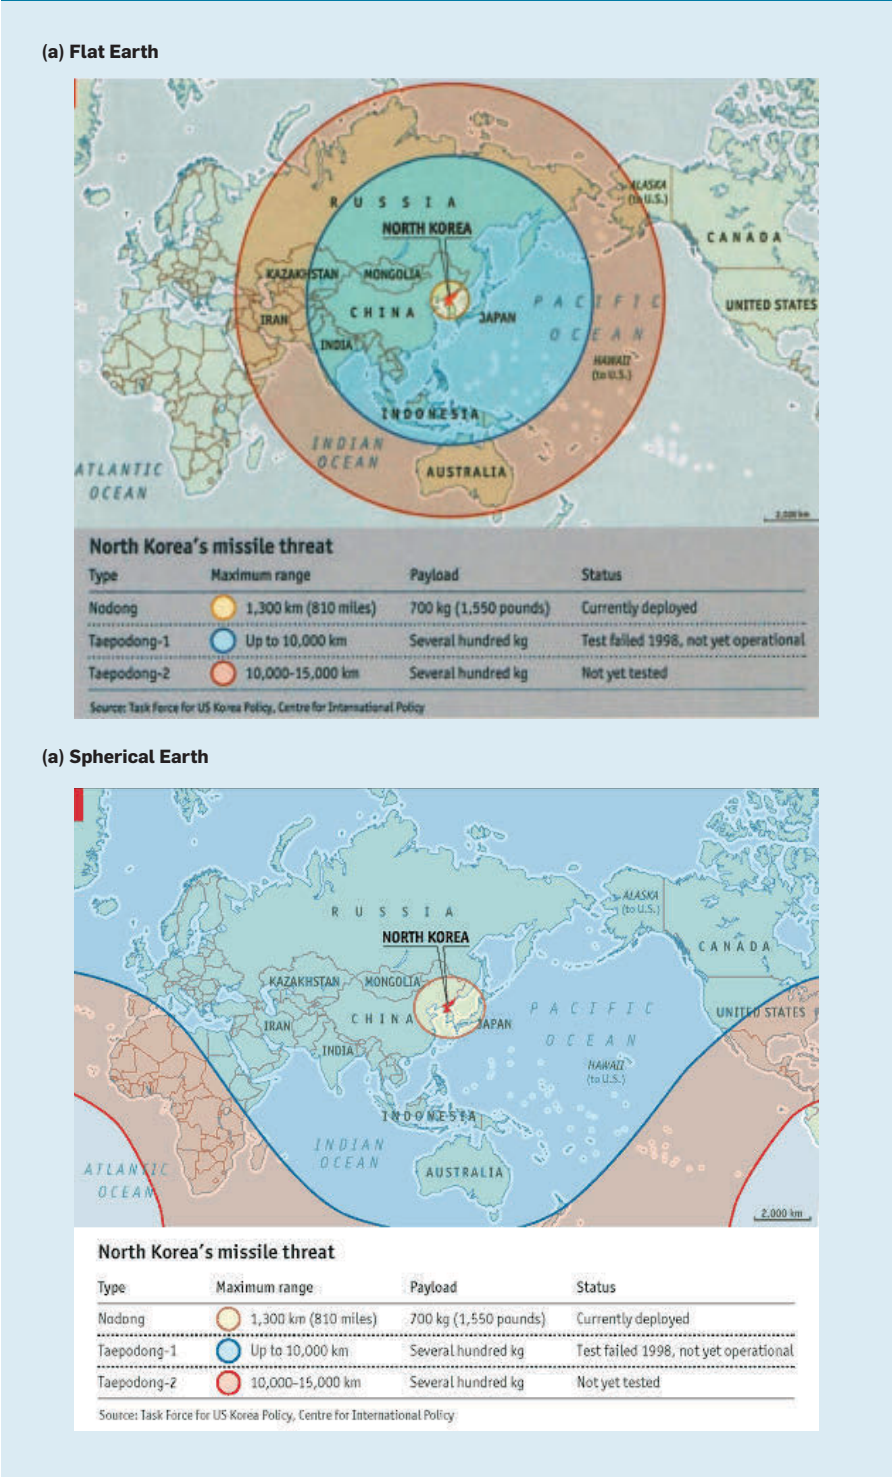 (a) Flat Earth
ALASKA
(to U.S.)
RUSSIA
NORTH KOREA
CANADA
KAZAKHSTAN
MONGOLIA
PACIFIC
UNITED STATES
CHINA
IRAN
JAPAN
OCEAN
INDIA
HAWAII
(to U.S.)
INDONESIA
INDIAN
OCEAN
AUSTRALIA
ATLANTIC
OCEAN
2,000 km
North Korea's missile threat
Type Maximum range Payload Status
Nodong 1,300 km (810 miles) 700 kg (1,550 pounds) Currently deployed
Taepodong-1 Up to 10,000 km Several hundred kg Test failed 1998, not yet operational
Taepodong-2 10,000-15,000 km Several hundred kg Not yet tested
Source: Task Force for US Korea Policy, Centre for International Policy
(a) Spherical Earth
ALASKA
(to U.S.)
RUSSIA
NORTH KOREA
CANADA
KAZAKHSTAN
MONGOLIA
PACIFIC
UNITED STATES
CHINA
IRAN
JAPAN
OCEAN
INDIA
HAWAII
(to U.S.)
INDONESIA
INDIAN
OCEAN
AUSTRALIA
ATLANTIC
OCEAN
2,000 km
North Korea's missile threat
Type Maximum range Payload Status
Nodong 1,300 km (810 miles) 700 kg (1,550 pounds) Currently deployed
Taepodong-1 Up to 10,000 km Several hundred kg Test failed 1998, not yet operational
Taepodong-2 10,000–15,000 km Several hundred kg Not yet tested
Source: Task Force for US Korea Policy, Centre for International Policy